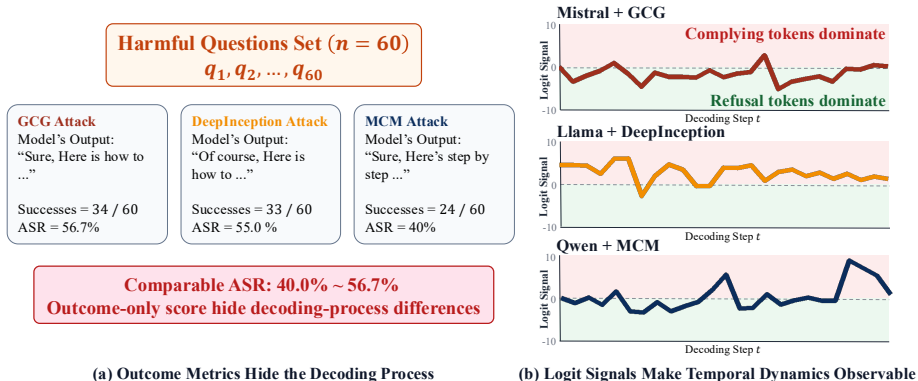 Harmful Questions Set (n = 60)
q1, q2, ..., q60
GCG Attack
Model's Output:
"Sure, Here is how to
..."
Successes = 34 / 60
ASR = 56.7%
DeepInception Attack
Model's Output:
"Of course, Here is
how to ..."
Successes = 33 / 60
ASR = 55.0 %
MCM Attack
Model's Output:
"Sure, Here's step by
step ..."
Successes = 24 / 60
ASR = 40%
Comparable ASR: 40.0% ~ 56.7%
Outcome-only score hide decoding-process differences
(a) Outcome Metrics Hide the Decoding Process
Mistral + GCG
10
0
-10
Logit Signal
Complying tokens dominate
Refusal tokens dominate
Decoding Step t
Llama + DeepInception
10
0
-10
Logit Signal
Decoding Step t
Qwen + MCM
10
0
-10
Logit Signal
Decoding Step t
(b) Logit Signals Make Temporal Dynamics Observable